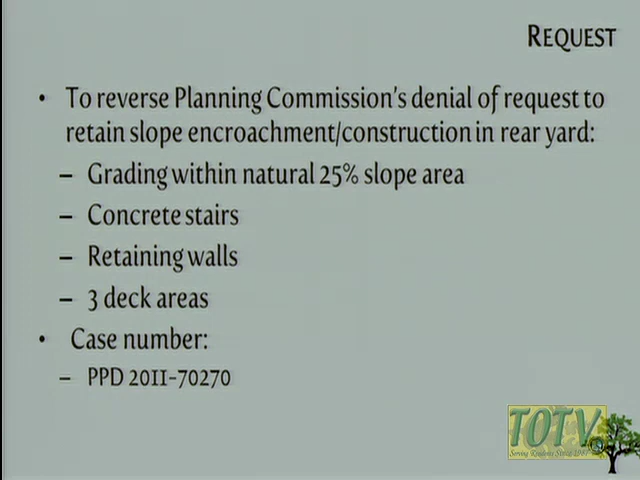 REQUEST
• To reverse Planning Commission's denial of request to
retain slope encroachment/construction in rear yard:
– Grading within natural 25% slope area
– Concrete stairs
– Retaining walls
– 3 deck areas
• Case number:
– PPD 2011-70270
TOTV
Serving Residents Since 1987